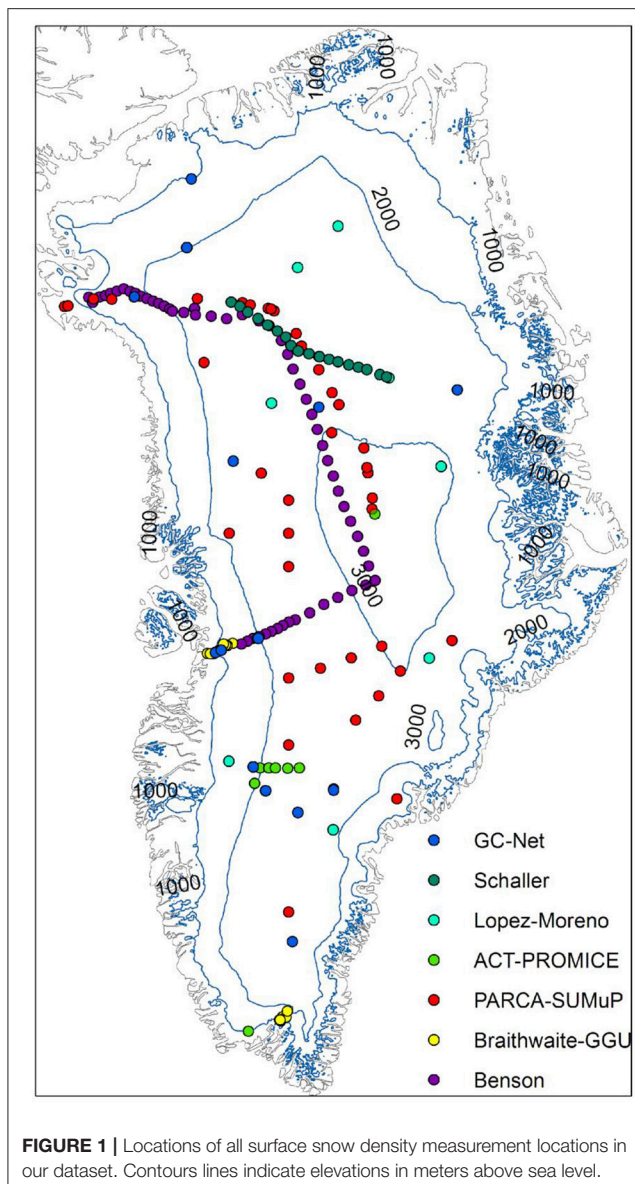 1000
1000
2000
1000
1000
1000
1000
1000
1000
3000
1000
2000
3000
1000
1000
GC-Net
Schaller
Lopez-Moreno
ACT-PROMICE
PARCA-SUMuP
Braithwaite-GGU
Benson
FIGURE 1 | Locations of all surface snow density measurement locations in
our dataset. Contours lines indicate elevations in meters above sea level.